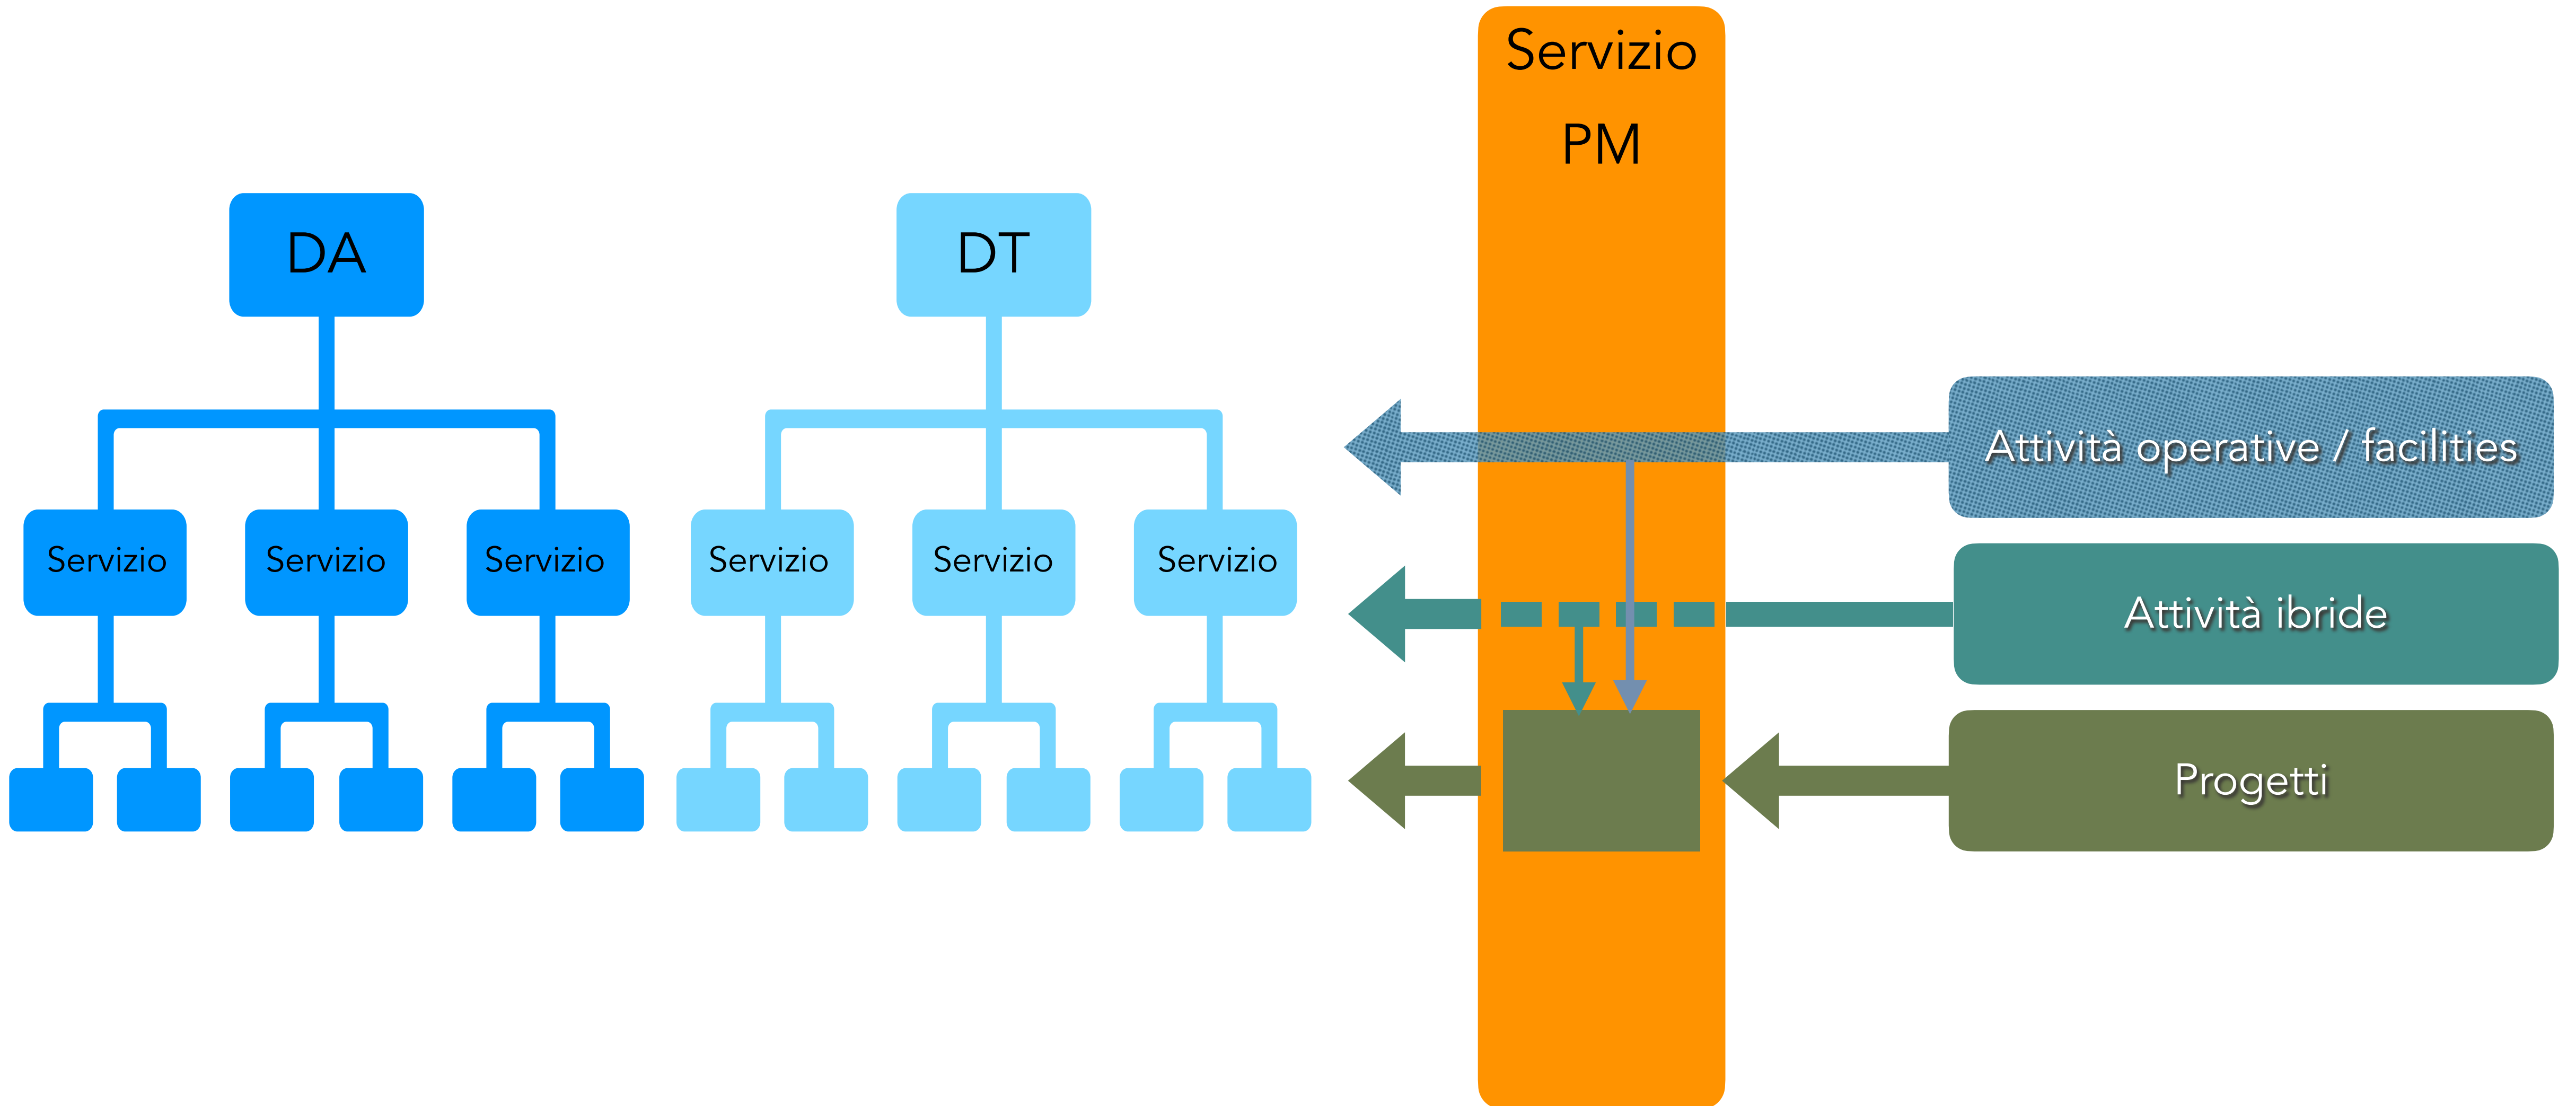 Servizio
PM
DA
DT
Attività operative / facilities
Servizio
Servizio
Servizio
Servizio
Servizio
Servizio
Attività ibride
Progetti